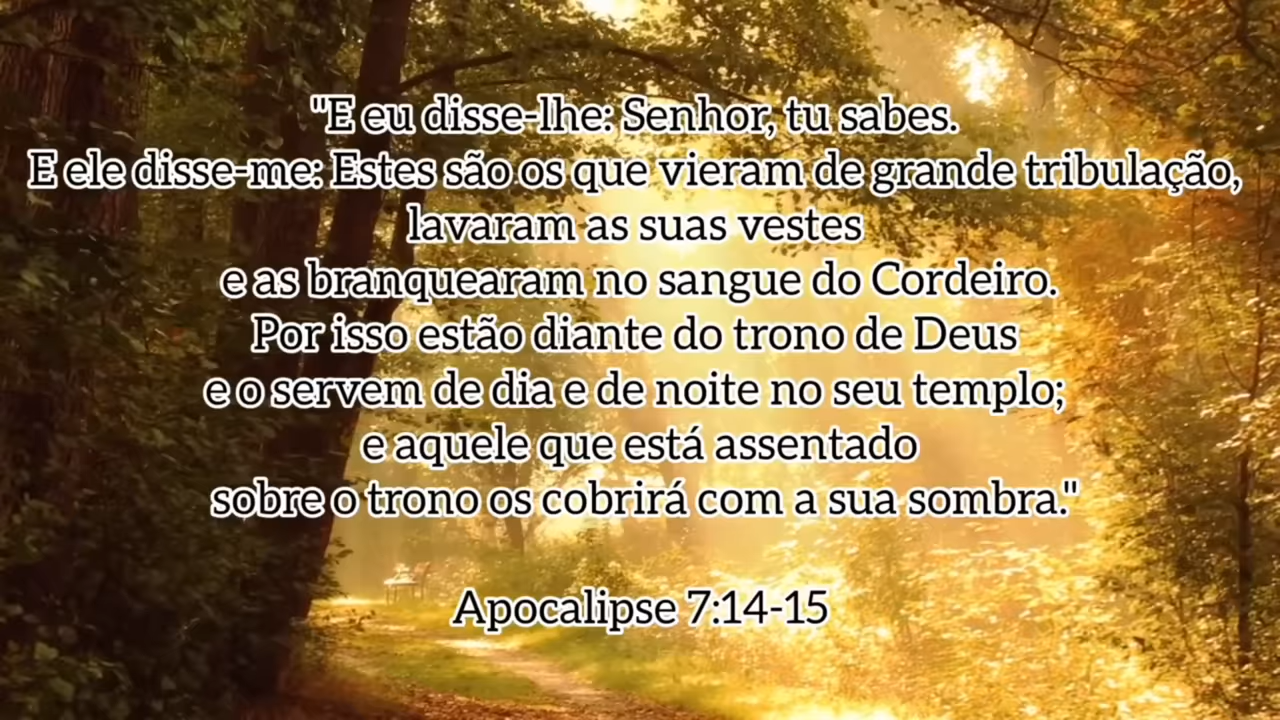 "E eu disse-lhe: Senhor, tu sabes.
E ele disse-me: Estes são os que vieram de grande tribulação,
lavaram as suas vestes
e as branquearam no sangue do Cordeiro.
Por isso estão diante do trono de Deus
e o servem de dia e de noite no seu templo;
e aquele que está assentado
sobre o trono os cobrirá com a sua sombra."
Apocalipse 7:14-15